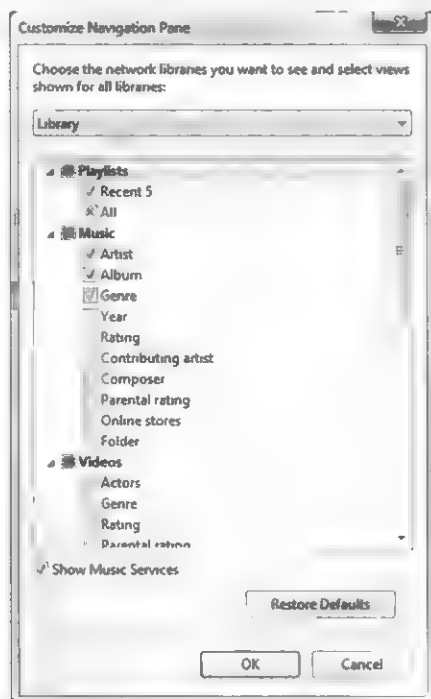 Customize Navigation Pane
Choose the network libraries you want to see and select views
shown for all libraries:
Library
Playlists
Recent 5
All
Music
Artist
Album
Genre
Year
Rating
Contributing artist
Composer
Parental rating
Online stores
Folder
Videos
Actors
Genre
Rating
Parental rating
Show Music Services
Restore Defaults
OK
Cancel